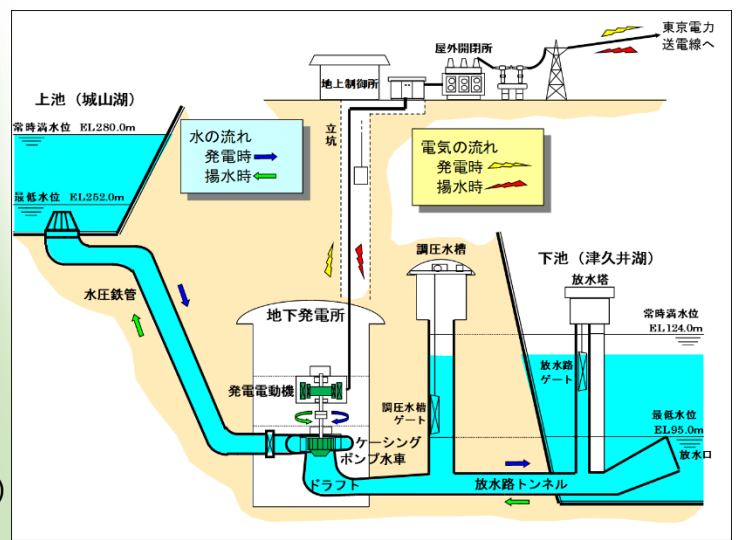 東京電力
送電線へ
屋外開閉所
地上制御所
上池（城山湖）
常時満水位 EL280.0m
水の流れ
発電時
揚水時
立坑
電気の流れ
発電時
揚水時
最低水位 EL252.0m
調圧水槽
下池（津久井湖）
放水塔
水圧鉄管
地下発電所
常時満水位
EL124.0m
放水路
ゲート
発電電動機
調圧水槽
ゲート
最低水位
EL95.0m
放水口
ケーシング
ポンプ水車
ドラフト
放水路トンネル
)